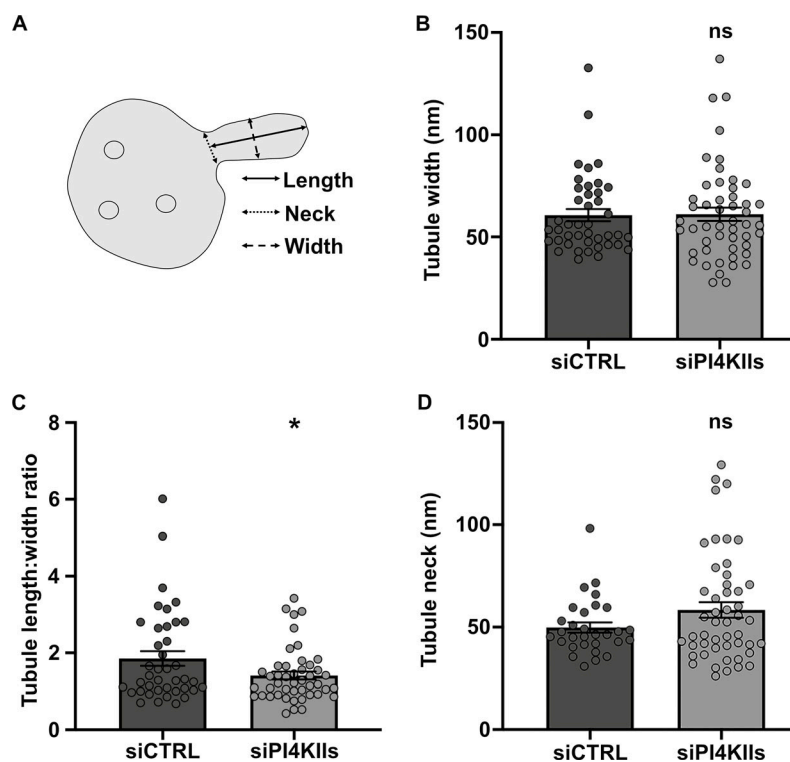 A
Length
Neck
Width
B
ns
Tubule width (nm)
150
100
50
0
siCTRL
siPI4KIIs
C
*
Tubule length:width ratio
8
6
4
2
0
siCTRL
siPI4KIIs
D
ns
Tubule neck (nm)
150
100
50
0
siCTRL
siPI4KIIs